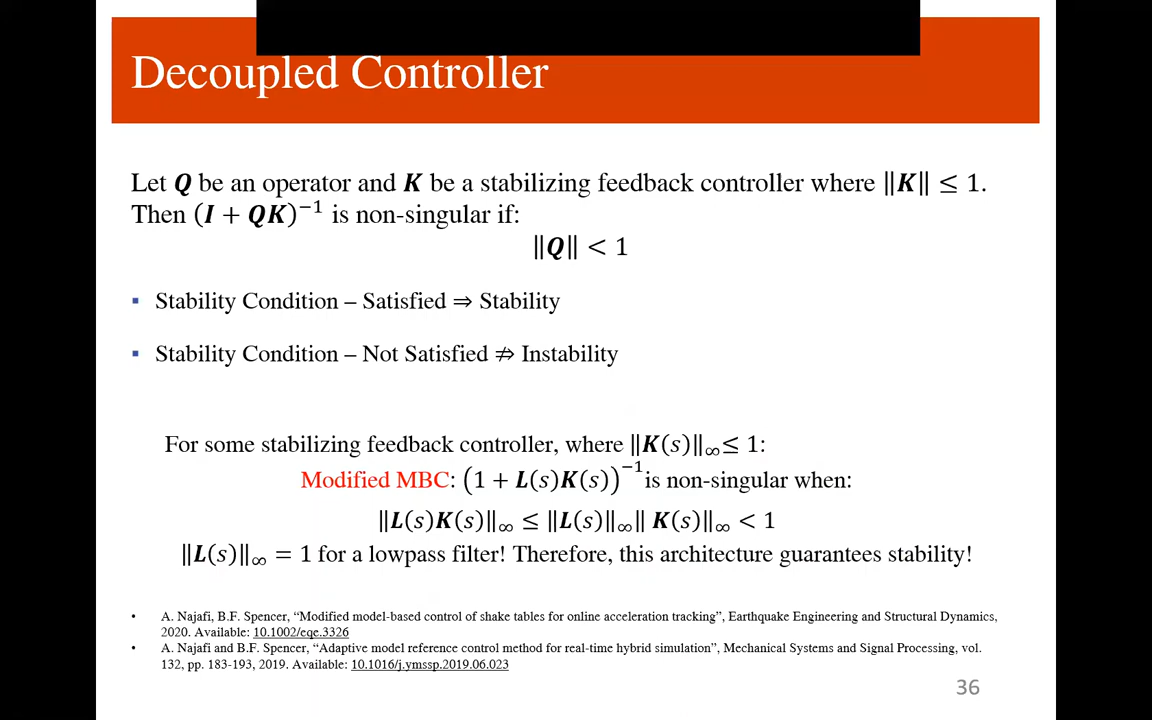 Decoupled Controller
Let Q be an operator and K be a stabilizing feedback controller where ‖K‖ ≤ 1.
Then (I + QK)⁻¹ is non-singular if:
‖Q‖ < 1
▪ Stability Condition – Satisfied ⇒ Stability
▪ Stability Condition – Not Satisfied ⇏ Instability
For some stabilizing feedback controller, where ‖K(s)‖∞≤ 1:
Modified MBC: (1 + L(s)K(s))⁻¹is non-singular when:
‖L(s)K(s)‖∞ ≤ ‖L(s)‖∞‖ K(s)‖∞ < 1
‖L(s)‖∞ = 1 for a lowpass filter! Therefore, this architecture guarantees stability!
• A. Najafi, B.F. Spencer, “Modified model-based control of shake tables for online acceleration tracking”, Earthquake Engineering and Structural Dynamics,
2020. Available: 10.1002/eqe.3326
• A. Najafi and B.F. Spencer, “Adaptive model reference control method for real-time hybrid simulation”, Mechanical Systems and Signal Processing, vol.
132, pp. 183-193, 2019. Available: 10.1016/j.ymssp.2019.06.023
36